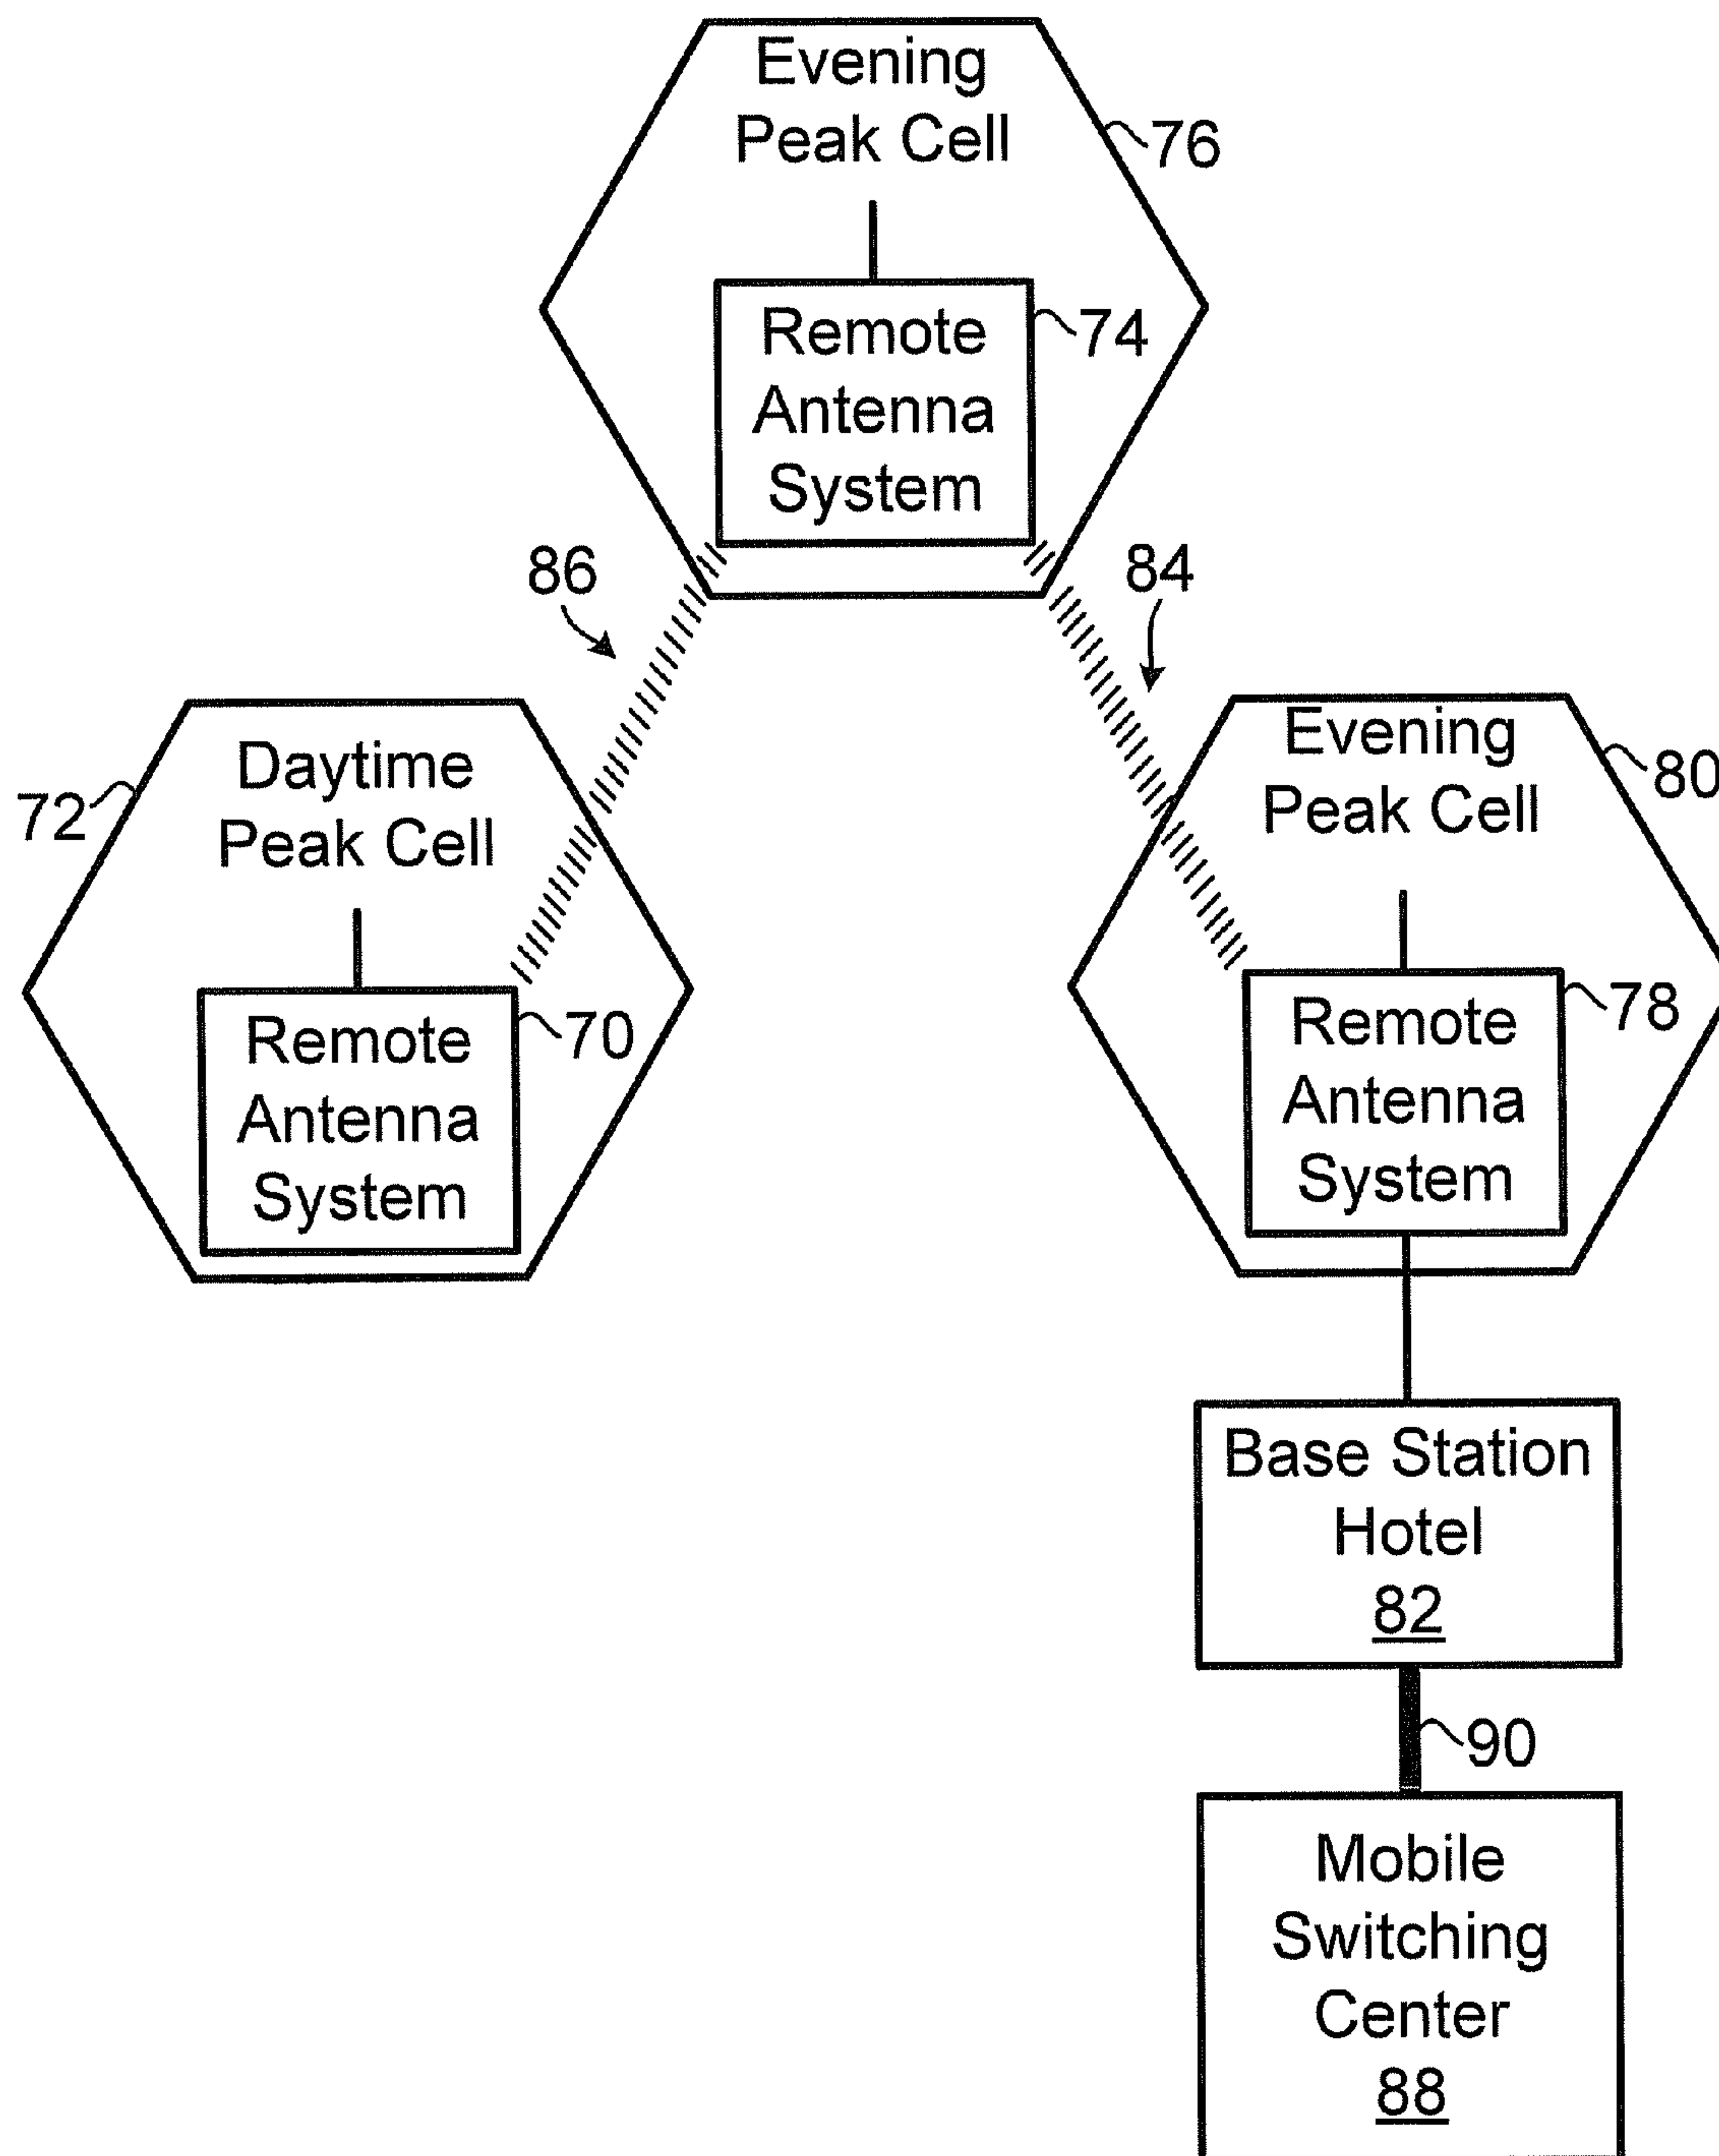 Evening
Peak Cell
76
Remote
Antenna
System
74
86
84
Daytime
Peak Cell
72
Remote
Antenna
System
70
Evening
Peak Cell
80
Remote
Antenna
System
78
Base Station
Hotel
82
90
Mobile
Switching
Center
88